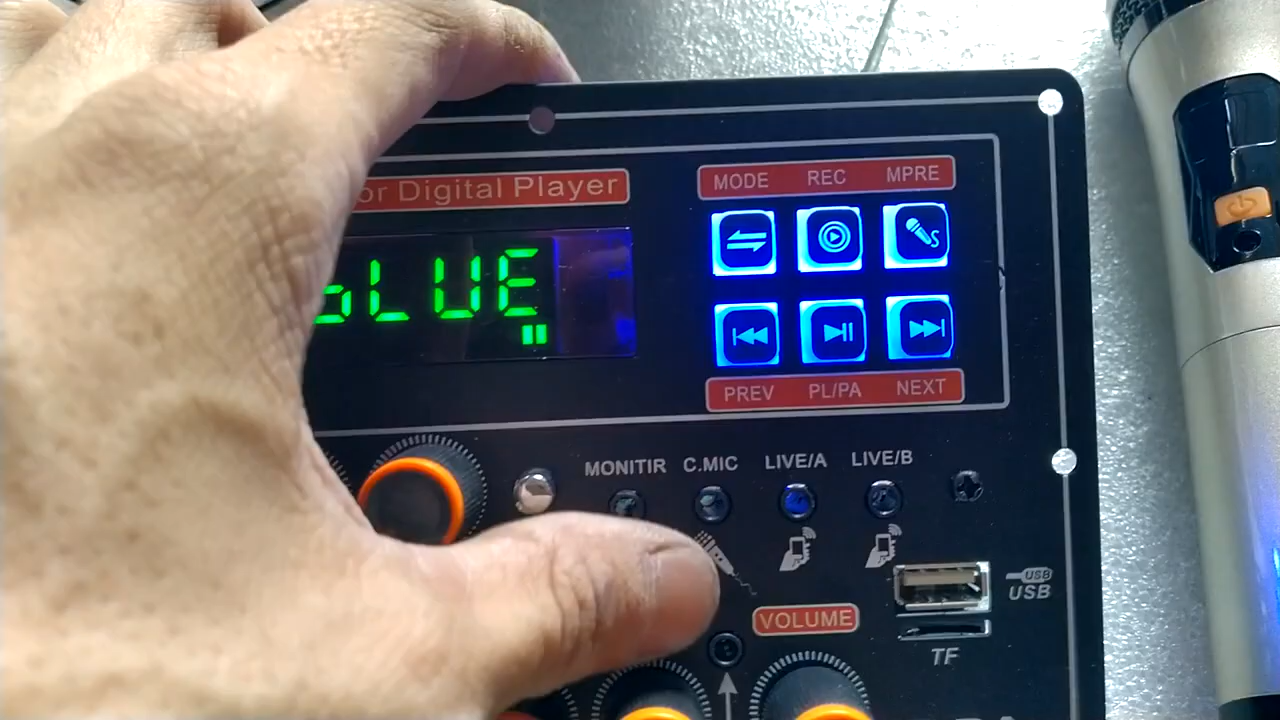 or Digital Player
MODE REC MPRE
bLUE
PREV PL/PA NEXT
MONITIR C.MIC LIVE/A LIVE/B
USB
USB
VOLUME
TF